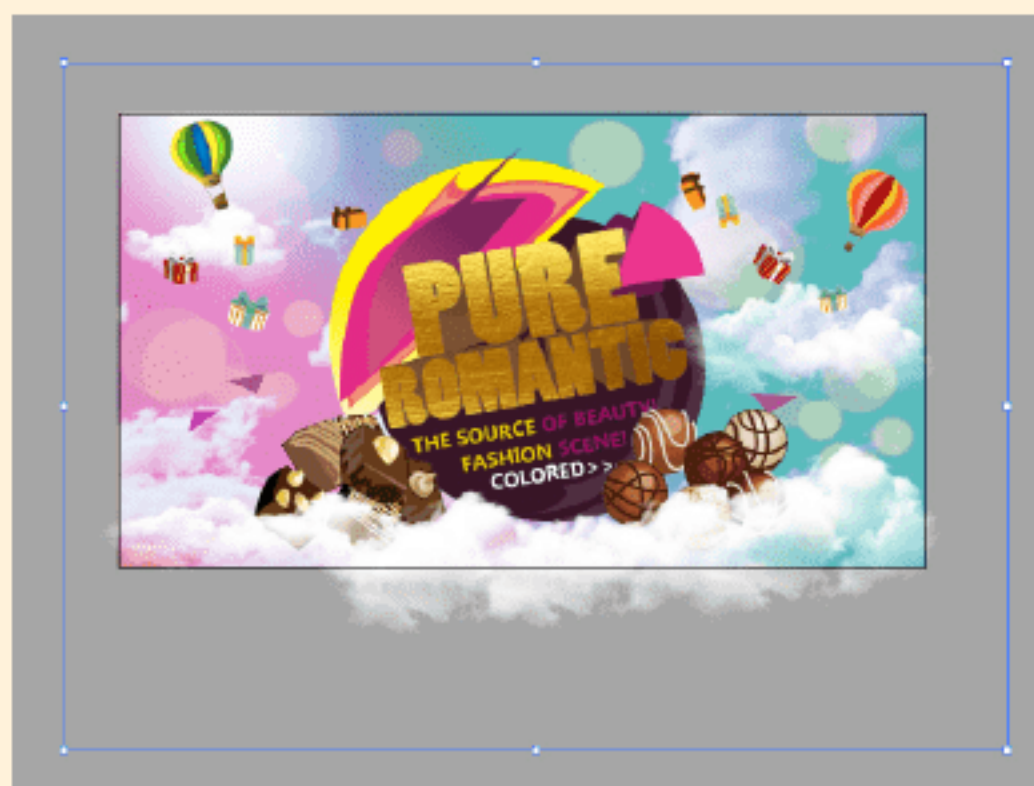 PURE
ROMANTIC
THE SOURCE OF BEAUTY!
FASHION SCENE!
COLORED>>